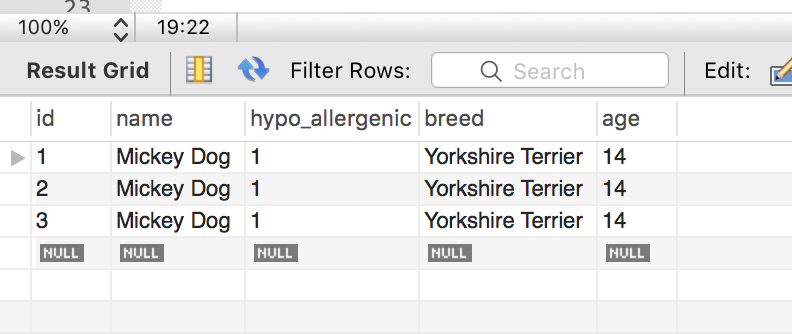 23
100% 19:22
Result Grid Filter Rows: Search Edit:
id name hypo_allergenic breed age
1 Mickey Dog 1 Yorkshire Terrier 14
2 Mickey Dog 1 Yorkshire Terrier 14
3 Mickey Dog 1 Yorkshire Terrier 14
NULL NULL NULL NULL NULL